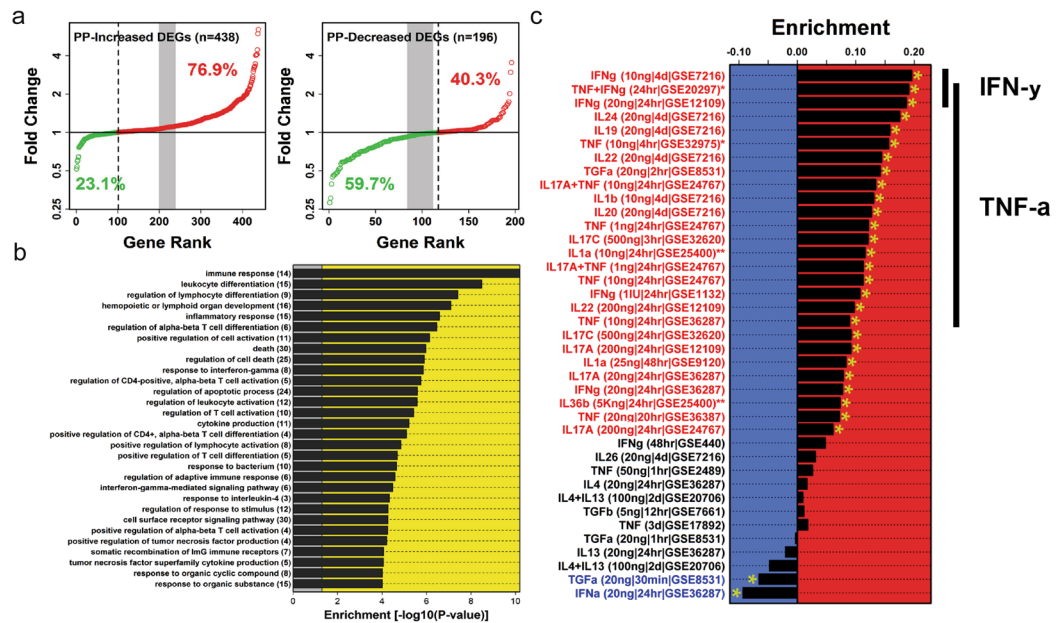 a
PP-Increased DEGs (n=438)
76.9%
23.1%
Fold Change
4
2
1
0.5
0.25
0 100 200 300 400
Gene Rank
PP-Decreased DEGs (n=196)
40.3%
59.7%
Fold Change
4
2
1
0.5
0.25
0 50 100 150 200
Gene Rank
b
immune response (14)
leukocyte differentiation (15)
regulation of lymphocyte differentiation (9)
hemopoietic or lymphoid organ development (16)
inflammatory response (15)
regulation of alpha-beta T cell differentiation (6)
positive regulation of cell activation (11)
death (30)
regulation of cell death (25)
response to interferon-gamma (8)
regulation of CD4-positive, alpha-beta T cell activation (5)
regulation of apoptotic process (24)
regulation of leukocyte activation (12)
regulation of T cell activation (10)
cytokine production (11)
positive regulation of CD4+, alpha-beta T cell differentiation (4)
positive regulation of lymphocyte activation (8)
positive regulation of T cell differentiation (5)
response to bacterium (10)
regulation of adaptive immune response (6)
interferon-gamma-mediated signaling pathway (6)
response to interleukin-4 (3)
regulation of response to stimulus (12)
cell surface receptor signaling pathway (30)
positive regulation of alpha-beta T cell activation (4)
positive regulation of tumor necrosis factor production (4)
somatic recombination of ImG immune receptors (7)
tumor necrosis factor superfamily cytokine production (5)
response to organic cyclic compound (8)
response to organic substance (15)
0 2 4 6 8 10
Enrichment [-log10(P-value)]
c
Enrichment
-0.10 0.00 0.10 0.20
IFNg (10ng|4d|GSE7216)
TNF+IFNg (24hr|GSE20297)*
IFNg (20ng|24hr|GSE12109)
IL24 (20ng|4d|GSE7216)
IL19 (20ng|4d|GSE7216)
TNF (10ng|4hr|GSE32975)*
IL22 (20ng|4d|GSE7216)
TGFa (20ng|2hr|GSE8531)
IL17A+TNF (10ng|24hr|GSE24767)
IL1b (10ng|4d|GSE7216)
IL20 (20ng|4d|GSE7216)
TNF (1ng|24hr|GSE24767)
IL17C (500ng|3hr|GSE32620)
IL1a (10ng|24hr|GSE25400)**
IL17A+TNF (1ng|24hr|GSE24767)
TNF (10ng|24hr|GSE24767)
IFNg (1IU|24hr|GSE1132)
IL22 (200ng|24hr|GSE12109)
TNF (10ng|24hr|GSE36287)
IL17C (500ng|24hr|GSE32620)
IL17A (200ng|24hr|GSE12109)
IL1a (25ng|48hr|GSE9120)
IL17A (20ng|24hr|GSE36287)
IFNg (20ng|24hr|GSE36287)
IL36b (5Kng|24hr|GSE25400)**
TNF (20ng|20hr|GSE36387)
IL17A (200ng|24hr|GSE24767)
IFNg (48hr|GSE440)
IL26 (20ng|4d|GSE7216)
TNF (50ng|1hr|GSE2489)
IL4 (20ng|24hr|GSE36287)
IL4+IL13 (100ng|2d|GSE20706)
TGFb (5ng|12hr|GSE7661)
TNF (3d|GSE17892)
TGFa (20ng|1hr|GSE8531)
IL13 (20ng|24hr|GSE36287)
IL4+IL13 (100ng|2d|GSE20706)
TGFa (20ng|30min|GSE8531)
IFNa (20ng|24hr|GSE36287)
IFN-y
TNF-a